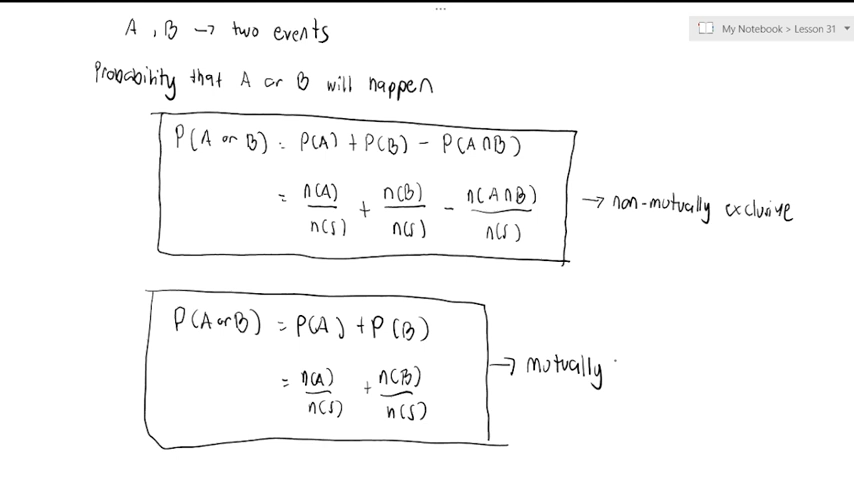 My Notebook > Lesson 31
A , B → two events
Probability that A or B will happen
P(A or B) = P(A) + P(B) - P(A∩B)
= n(A)/n(S) + n(B)/n(S) - n(A∩B)/n(S)
→ non-mutually exclusive
P(A or B) = P(A) + P(B)
= n(A)/n(S) + n(B)/n(S)
→ mutually